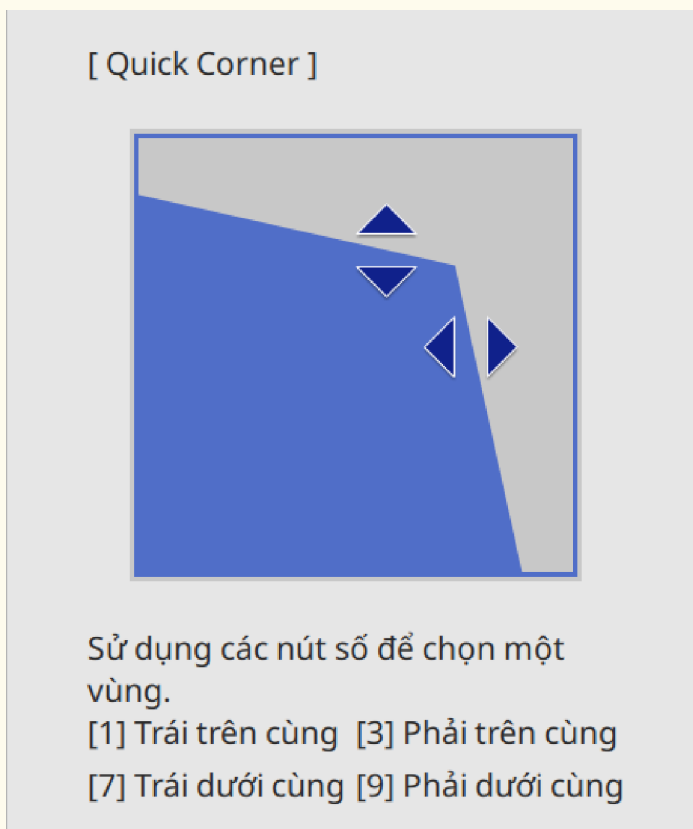 [ Quick Corner ]
Sử dụng các nút số để chọn một
vùng.
[1] Trái trên cùng [3] Phải trên cùng
[7] Trái dưới cùng [9] Phải dưới cùng